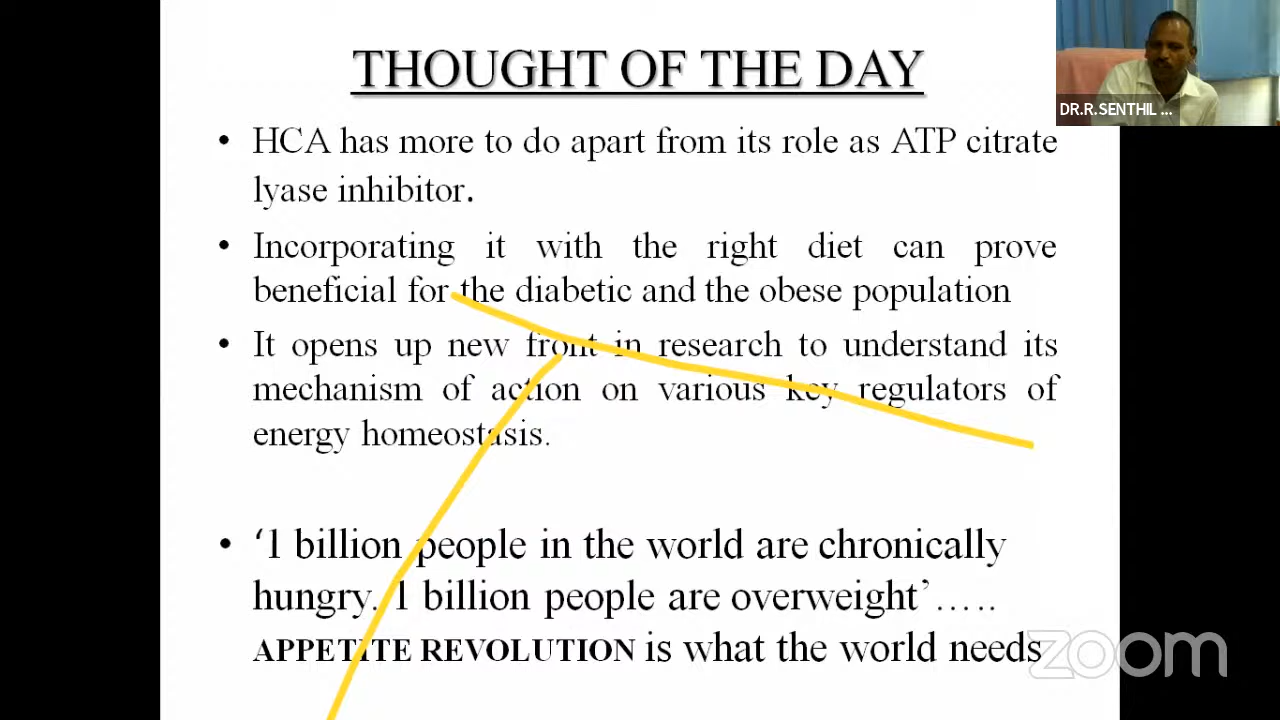 THOUGHT OF THE DAY
DR.R.SENTHIL ...
• HCA has more to do apart from its role as ATP citrate
lyase inhibitor.
• Incorporating it with the right diet can prove
beneficial for the diabetic and the obese population
• It opens up new front in research to understand its
mechanism of action on various key regulators of
energy homeostasis.
• ‘1 billion people in the world are chronically
hungry. 1 billion people are overweight’…..
APPETITE REVOLUTION is what the world needs
zoom